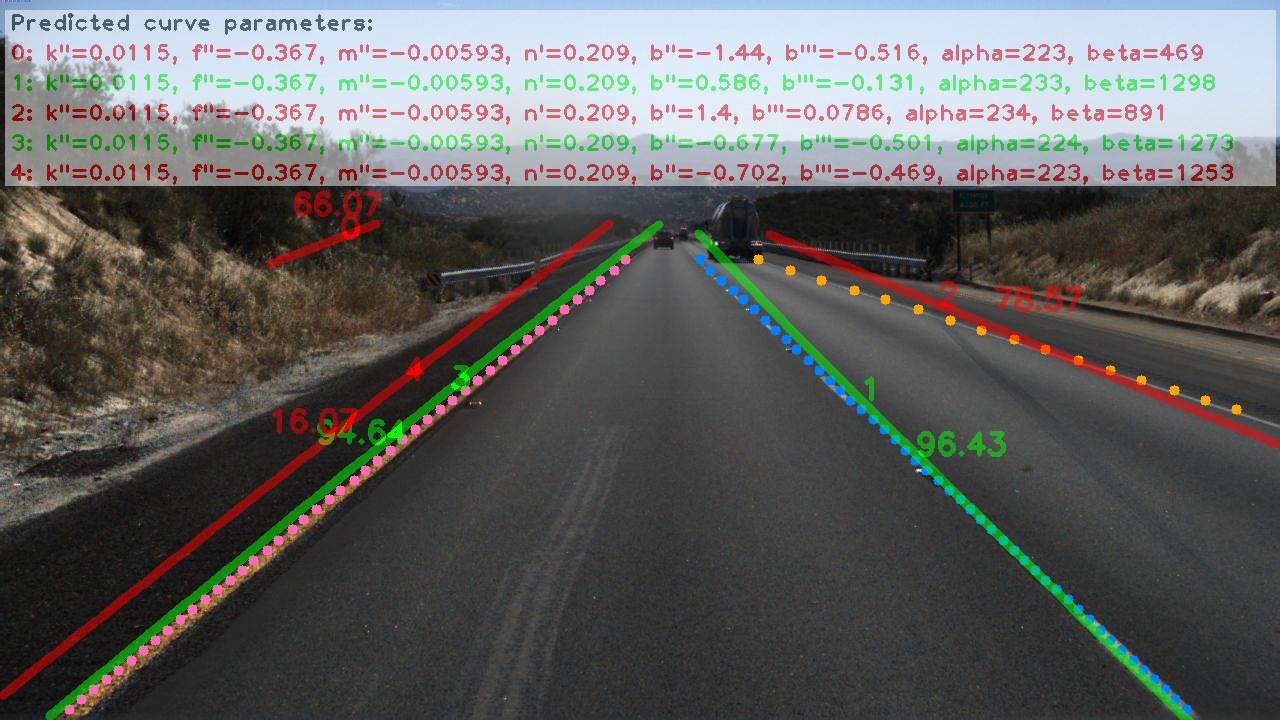 Predicted curve parameters:
0: k''=0.0115, f''=-0.367, m''=-0.00593, n'=0.209, b''=-1.44, b'''=-0.516, alpha=223, beta=469
1: k''=0.0115, f''=-0.367, m''=-0.00593, n'=0.209, b''=0.586, b'''=-0.131, alpha=233, beta=1298
2: k''=0.0115, f''=-0.367, m''=-0.00593, n'=0.209, b''=1.4, b'''=0.0786, alpha=234, beta=891
3: k''=0.0115, f''=-0.367, m''=-0.00593, n'=0.209, b''=-0.677, b'''=-0.501, alpha=224, beta=1273
4: k''=0.0115, f''=-0.367, m''=-0.00593, n'=0.209, b''=-0.702, b'''=-0.469, alpha=223, beta=1253
66.07
0
2 78.57
4
3
1
16.07
94.64
96.43